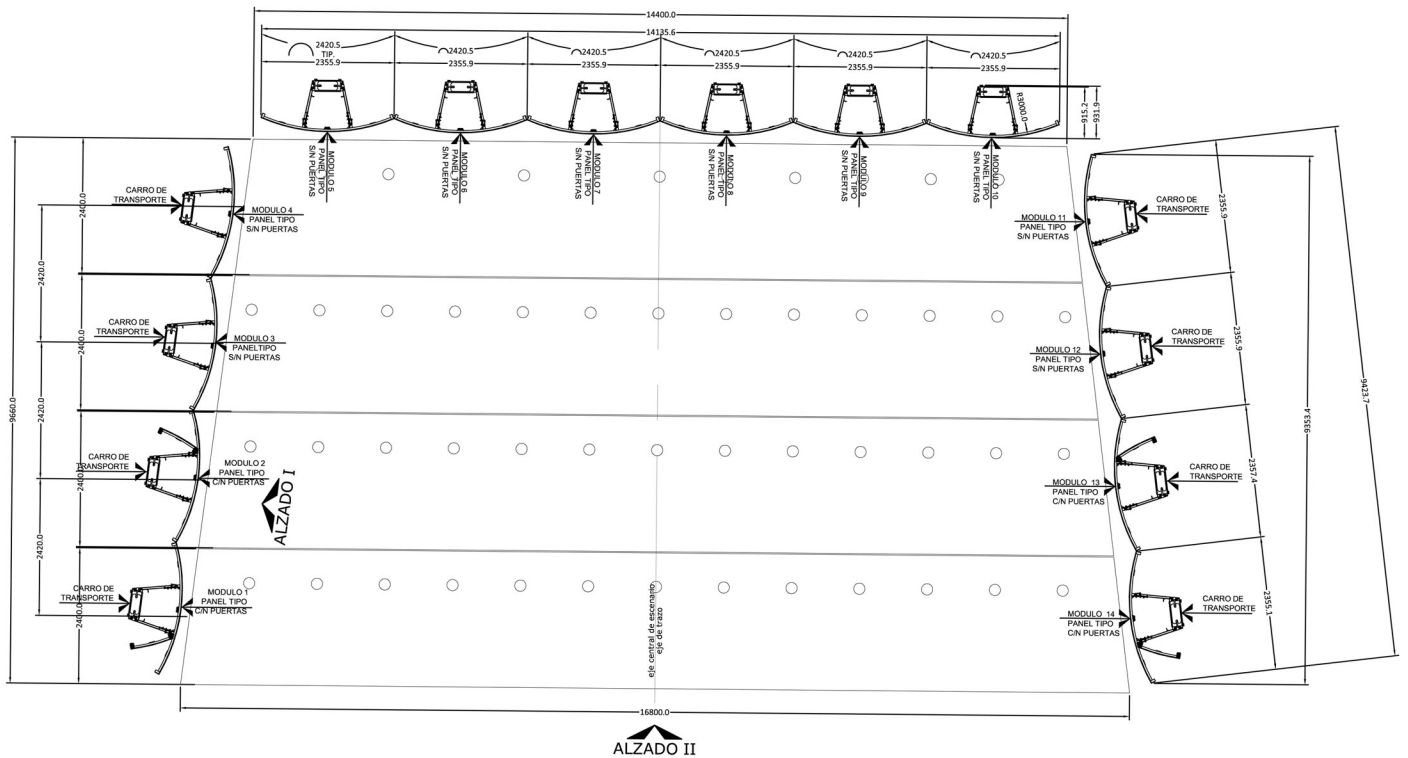 14400.0
14135.6
2420.5
TIP.
2420.5
2420.5
2420.5
2420.5
2420.5
2355.9
2355.9
2355.9
2355.9
2355.9
2355.9
R3000.0
915.2
931.9
MODULO 5
PANEL TIPO
S/N PUERTAS
MODULO 6
PANEL TIPO
S/N PUERTAS
MODULO 7
PANEL TIPO
S/N PUERTAS
MODULO 8
PANEL TIPO
S/N PUERTAS
MODULO 9
PANEL TIPO
S/N PUERTAS
MODULO 10
PANEL TIPO
S/N PUERTAS
9660.0
2400.0
2400.0
2400.0
2400.0
2420.0
2420.0
2420.0
CARRO DE
TRANSPORTE
MODULO 4
PANEL TIPO
S/N PUERTAS
CARRO DE
TRANSPORTE
MODULO 3
PANELTIPO
S/N PUERTAS
CARRO DE
TRANSPORTE
MODULO 2
PANEL TIPO
C/N PUERTAS
CARRO DE
TRANSPORTE
MODULO 1
PANEL TIPO
C/N PUERTAS
ALZADO I
eje central de escenario
eje de trazo
MODULO 11
PANEL TIPO
S/N PUERTAS
CARRO DE
TRANSPORTE
MODULO 12
PANEL TIPO
S/N PUERTAS
CARRO DE
TRANSPORTE
MODULO 13
PANEL TIPO
C/N PUERTAS
CARRO DE
TRANSPORTE
MODULO 14
PANEL TIPO
C/N PUERTAS
CARRO DE
TRANSPORTE
2355.9
2355.9
2357.4
2355.1
9353.4
9423.7
16800.0
ALZADO II